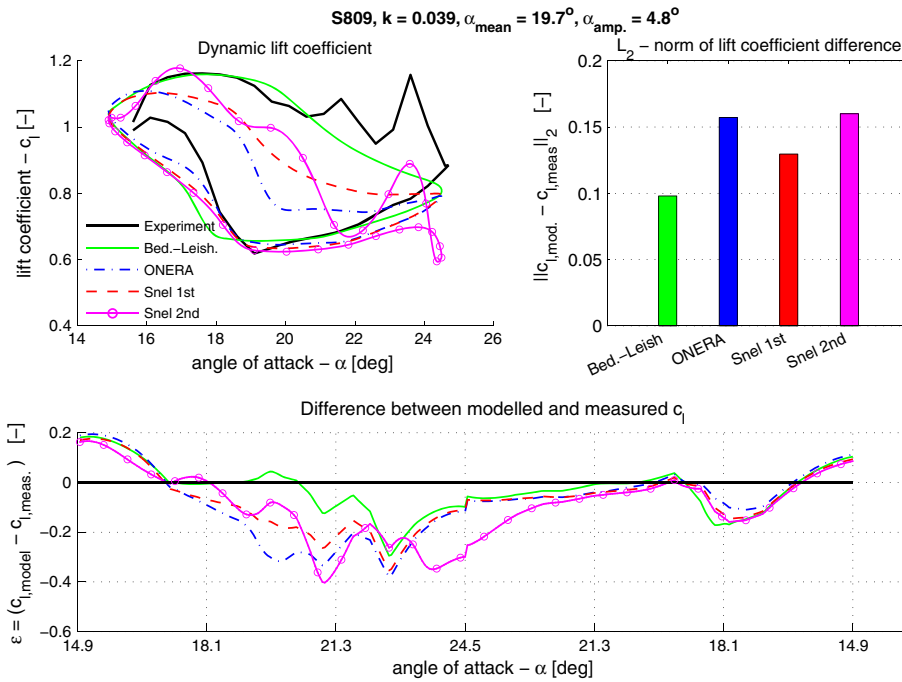 S809, k = 0.039, α_mean = 19.7°, α_amp. = 4.8°
Dynamic lift coefficient
lift coefficient − c_l [−]
1.2
1
0.8
0.6
0.4
Experiment
Bed.−Leish.
ONERA
Snel 1st
Snel 2nd
14 16 18 20 22 24 26
angle of attack − α [deg]
L_2 − norm of lift coefficient difference
||c_l,mod. − c_l,meas||_2 [−]
0.2
0.15
0.1
0.05
0
Bed.−Leish ONERA Snel 1st Snel 2nd
Difference between modelled and measured c_l
ε = (c_l,model − c_l,meas.) [−]
0.2
0
−0.2
−0.4
−0.6
14.9 18.1 21.3 24.5 21.3 18.1 14.9
angle of attack − α [deg]